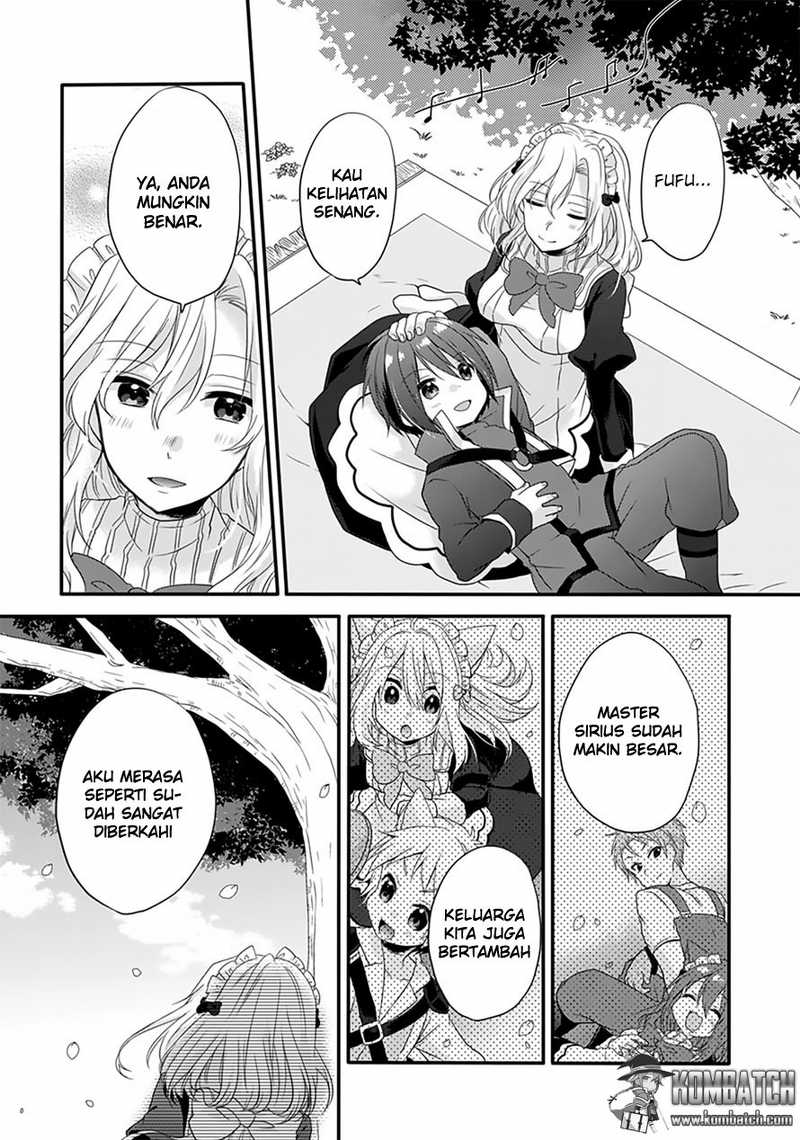 FUFU...
KAU
KELIHATAN
SENANG.
YA, ANDA
MUNGKIN
BENAR.
MASTER
SIRIUS SUDAH
MAKIN BESAR.
KELUARGA
KITA JUGA
BERTAMBAH
AKU MERASA
SEPERTI SU-
DAH SANGAT
DIBERKAHI
KOMBATCH
www.kombatch.com